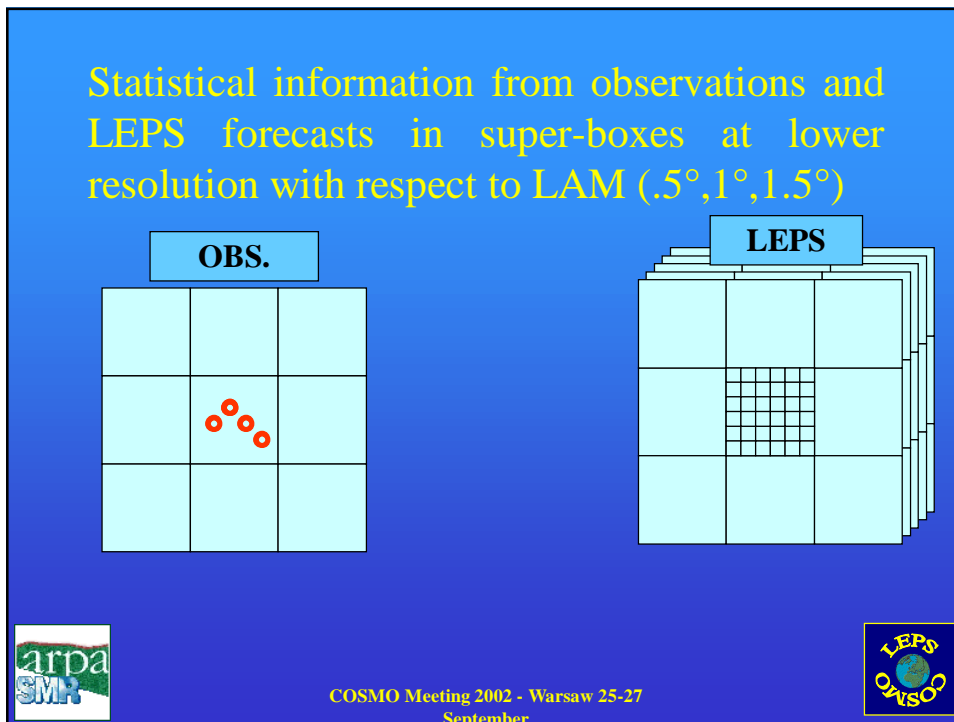 Statistical information from observations and
LEPS forecasts in super-boxes at lower
resolution with respect to LAM (.5°,1°,1.5°)
OBS.
LEPS
arpa
SMR
COSMO Meeting 2002 - Warsaw 25-27
September
LEPS
COSMO